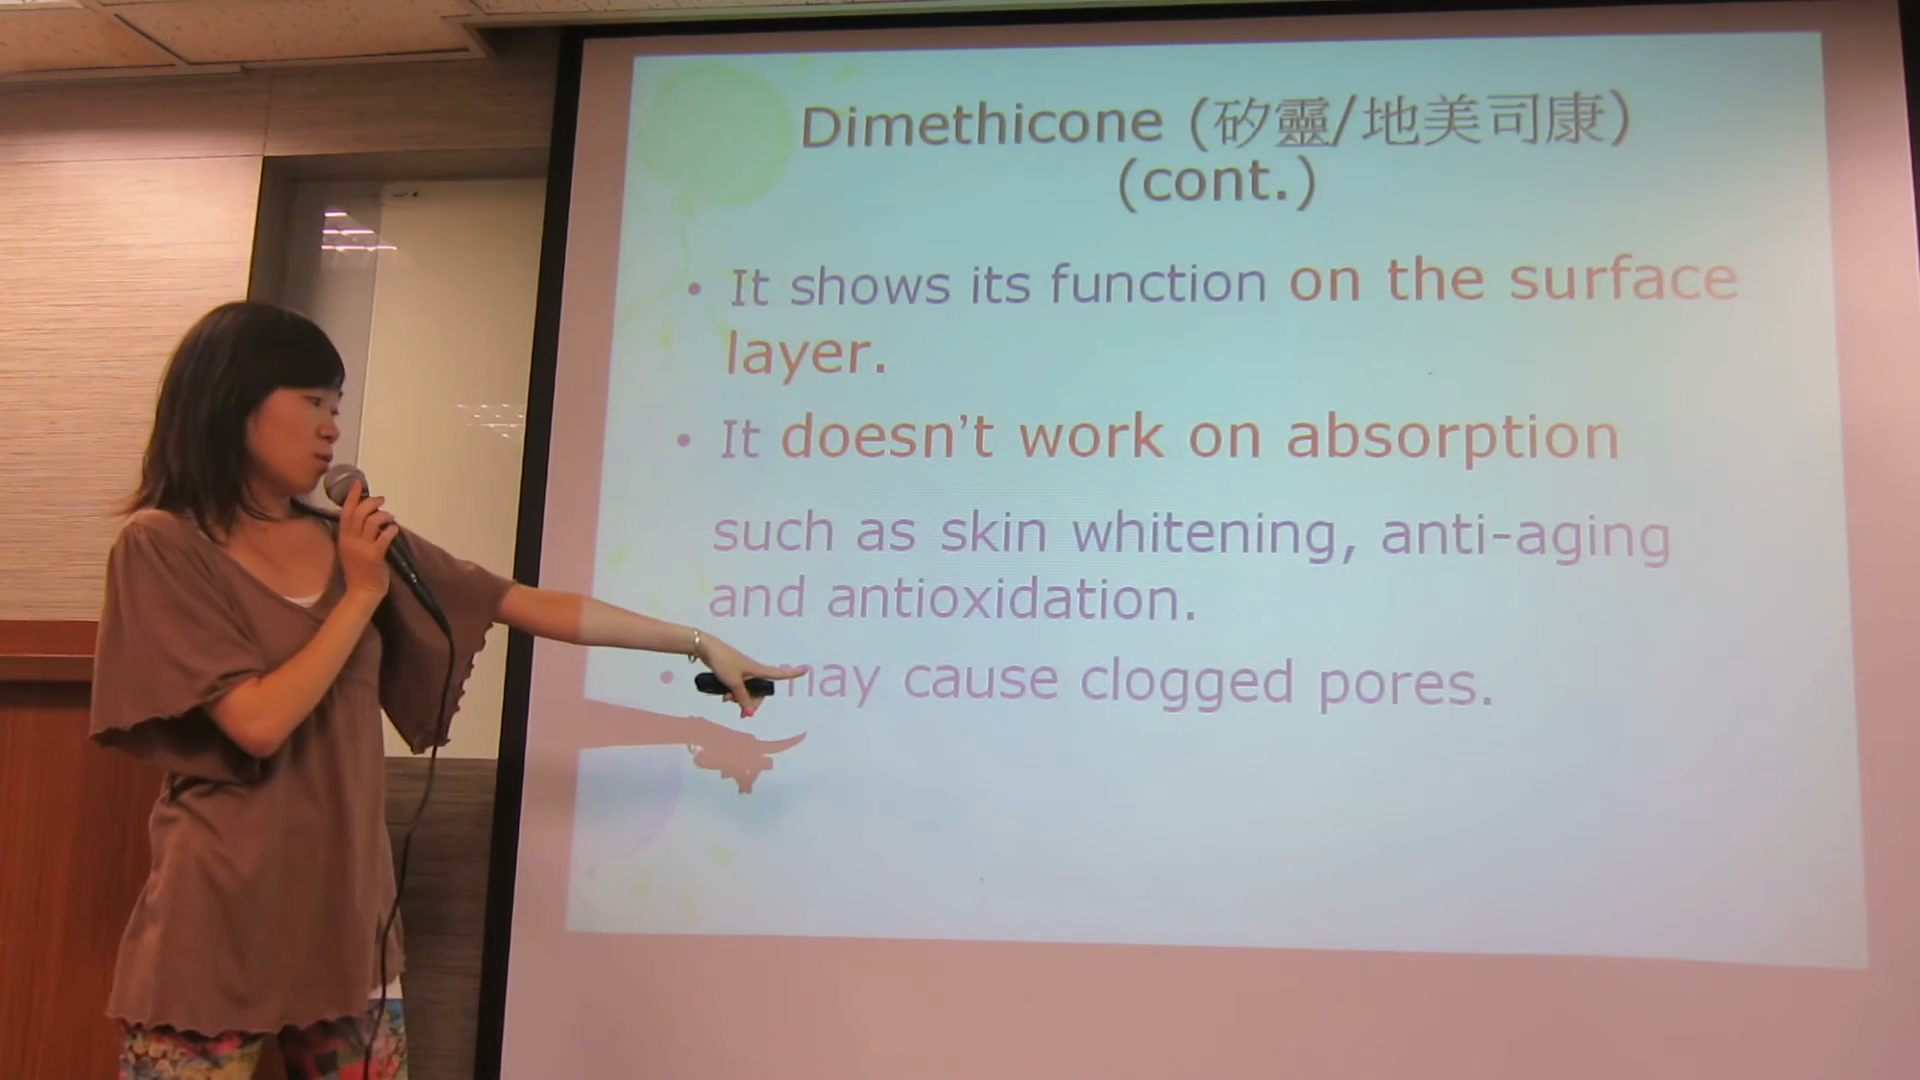 Dimethicone (矽靈/地美司康)
(cont.)
• It shows its function on the surface
layer.
• It doesn't work on absorption
such as skin whitening, anti-aging
and antioxidation.
• may cause clogged pores.